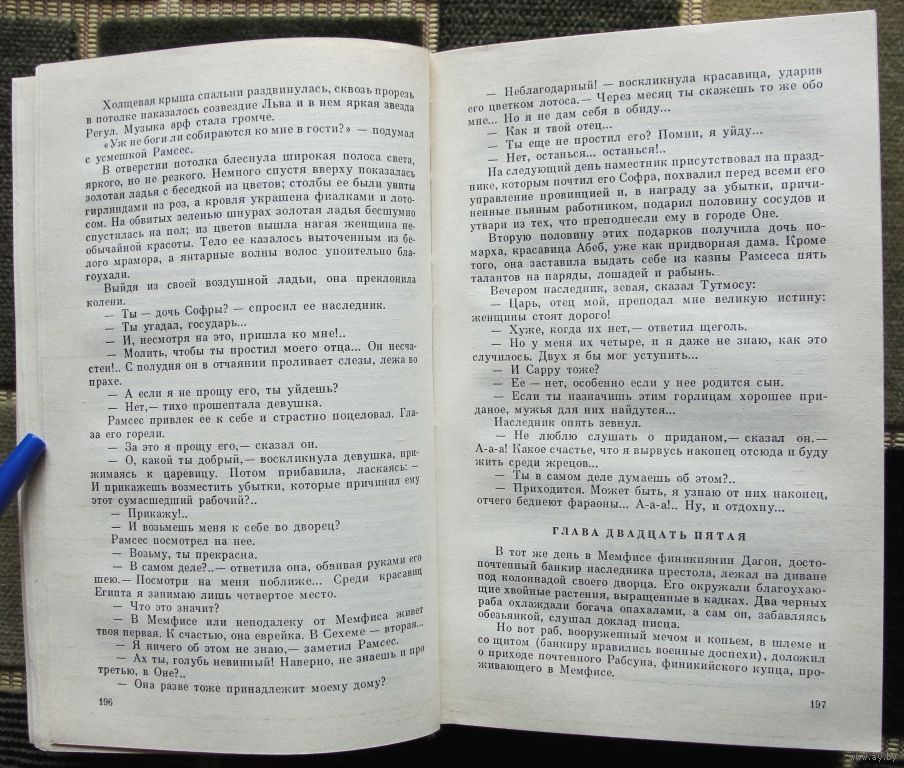 Холщевая крыша спальни раздвинулась, сквозь прорезь
в потолке наказалось созвездие Льва и в нем яркая звезда
Регул. Музыка арф стала громче.
«Уж не боги ли собираются ко мне в гости?» — подумал
с усмешкой Рамсес.
В отверстии потолка блеснула широкая полоса света,
яркого, но не резкого. Немного спустя вверху показалась
золотая ладья с беседкой из цветов; столбы ее были увиты
гирляндами из роз, а кровля украшена фиалками и лото-
сом. На обвитых зеленью шнурах золотая ладья бесшумно
спустилась на пол; из цветов вышла нагая женщина не-
обычайной красоты. Тело ее казалось выточенным из бе-
лого мрамора, а янтарные волны волос упоительно бла-
гоухали.
Выйдя из своей воздушной ладьи, она преклонила
колени.
— Ты — дочь Софры? — спросил ее наследник.
— Ты угадал, государь...
— И, несмотря на это, пришла ко мне!..
— Молить, чтобы ты простил моего отца... Он несча-
стен!.. С полудня он в отчаянии проливает слезы, лежа во
прахе.
— А если я не прощу его, ты уйдешь?
— Нет,— тихо прошептала девушка.
Рамсес привлек ее к себе и страстно поцеловал. Гла-
за его горели.
— За это я прощу его,— сказал он.
— О, какой ты добрый,— воскликнула девушка, при-
жимаясь к царевицу. Потом прибавила, ласкаясь: —
И прикажешь возместить убытки, которые причинил ему
этот сумасшедший рабочий?..
— Прикажу!..
— И возьмешь меня к себе во дворец?
Рамсес посмотрел на нее.
— Возьму, ты прекрасна.
— В самом деле?..— ответила она, обвивая руками его
шею.— Посмотри на меня поближе... Среди красавиц
Египта я занимаю лишь четвертое место.
— Что это значит?
— В Мемфисе или неподалеку от Мемфиса живет
твоя первая. К счастью, она еврейка. В Сехеме — вторая...
— Я ничего об этом не знаю,— заметил Рамсес.
— Ах ты, голубь невинный! Наверно, не знаешь и про
третью, в Оне?..
— Она разве тоже принадлежит моему дому?
196
— Неблагодарный! — воскликнула красавица, ударив
его цветком лотоса.— Через месяц ты скажешь то же обо
мне... Но я не дам себя в обиду...
— Как и твой отец...
— Ты еще не простил его? Помни, я уйду...
— Нет, останься... останься!..
На следующий день наместник присутствовал на празд-
нике, которым почтил его Софра, похвалил перед всеми его
управление провинцией и, в награду за убытки, причи-
ненные пьяным работником, подарил половину сосудов и
утвари из тех, что преподнесли ему в городе Оне.
Вторую половину этих подарков получила дочь но-
марха, красавица Абеб, уже как придворная дама. Кроме
того, она заставила выдать себе из казны Рамсеса пять
талантов на наряды, лошадей и рабынь.
Вечером наследник, зевая, сказал Тутмосу:
— Царь, отец мой, преподал мне великую истину:
женщины стоят дорого!
— Хуже, когда их нет,— ответил щеголь.
— Но у меня их четыре, и я даже не знаю, как это
случилось. Двух я бы мог уступить...
— И Сарру тоже?
— Ее — нет, особенно если у нее родится сын.
— Если ты назначишь этим горлицам хорошее при-
даное, мужья для них найдутся...
Наследник опять зевнул.
— Не люблю слушать о приданом,— сказал он.—
А-а-а! Какое счастье, что я вырвусь наконец отсюда и буду
жить среди жрецов...
— Ты в самом деле думаешь об этом?..
— Приходится. Может быть, я узнаю от них наконец,
отчего беднеют фараоны... А-а-а!.. Ну, и отдохну...
ГЛАВА ДВАДЦАТЬ ПЯТАЯ
В тот же день в Мемфисе финикиянин Дагон, досто-
почтенный банкир наследника престола, лежал на диване
под колоннадой своего дворца. Его окружали благоухаю-
щие хвойные растения, выращенные в кадках. Два черных
раба охлаждали богача опахалами, а сам он, забавляясь
обезьянкой, слушал доклад писца.
Но вот раб, вооруженный мечом и копьем, в шлеме и
со щитом (банкиру нравились военные доспехи), доложил
о приходе почтенного Рабсуна, финикийского купца, про-
живающего в Мемфисе.
197
www.ay.by